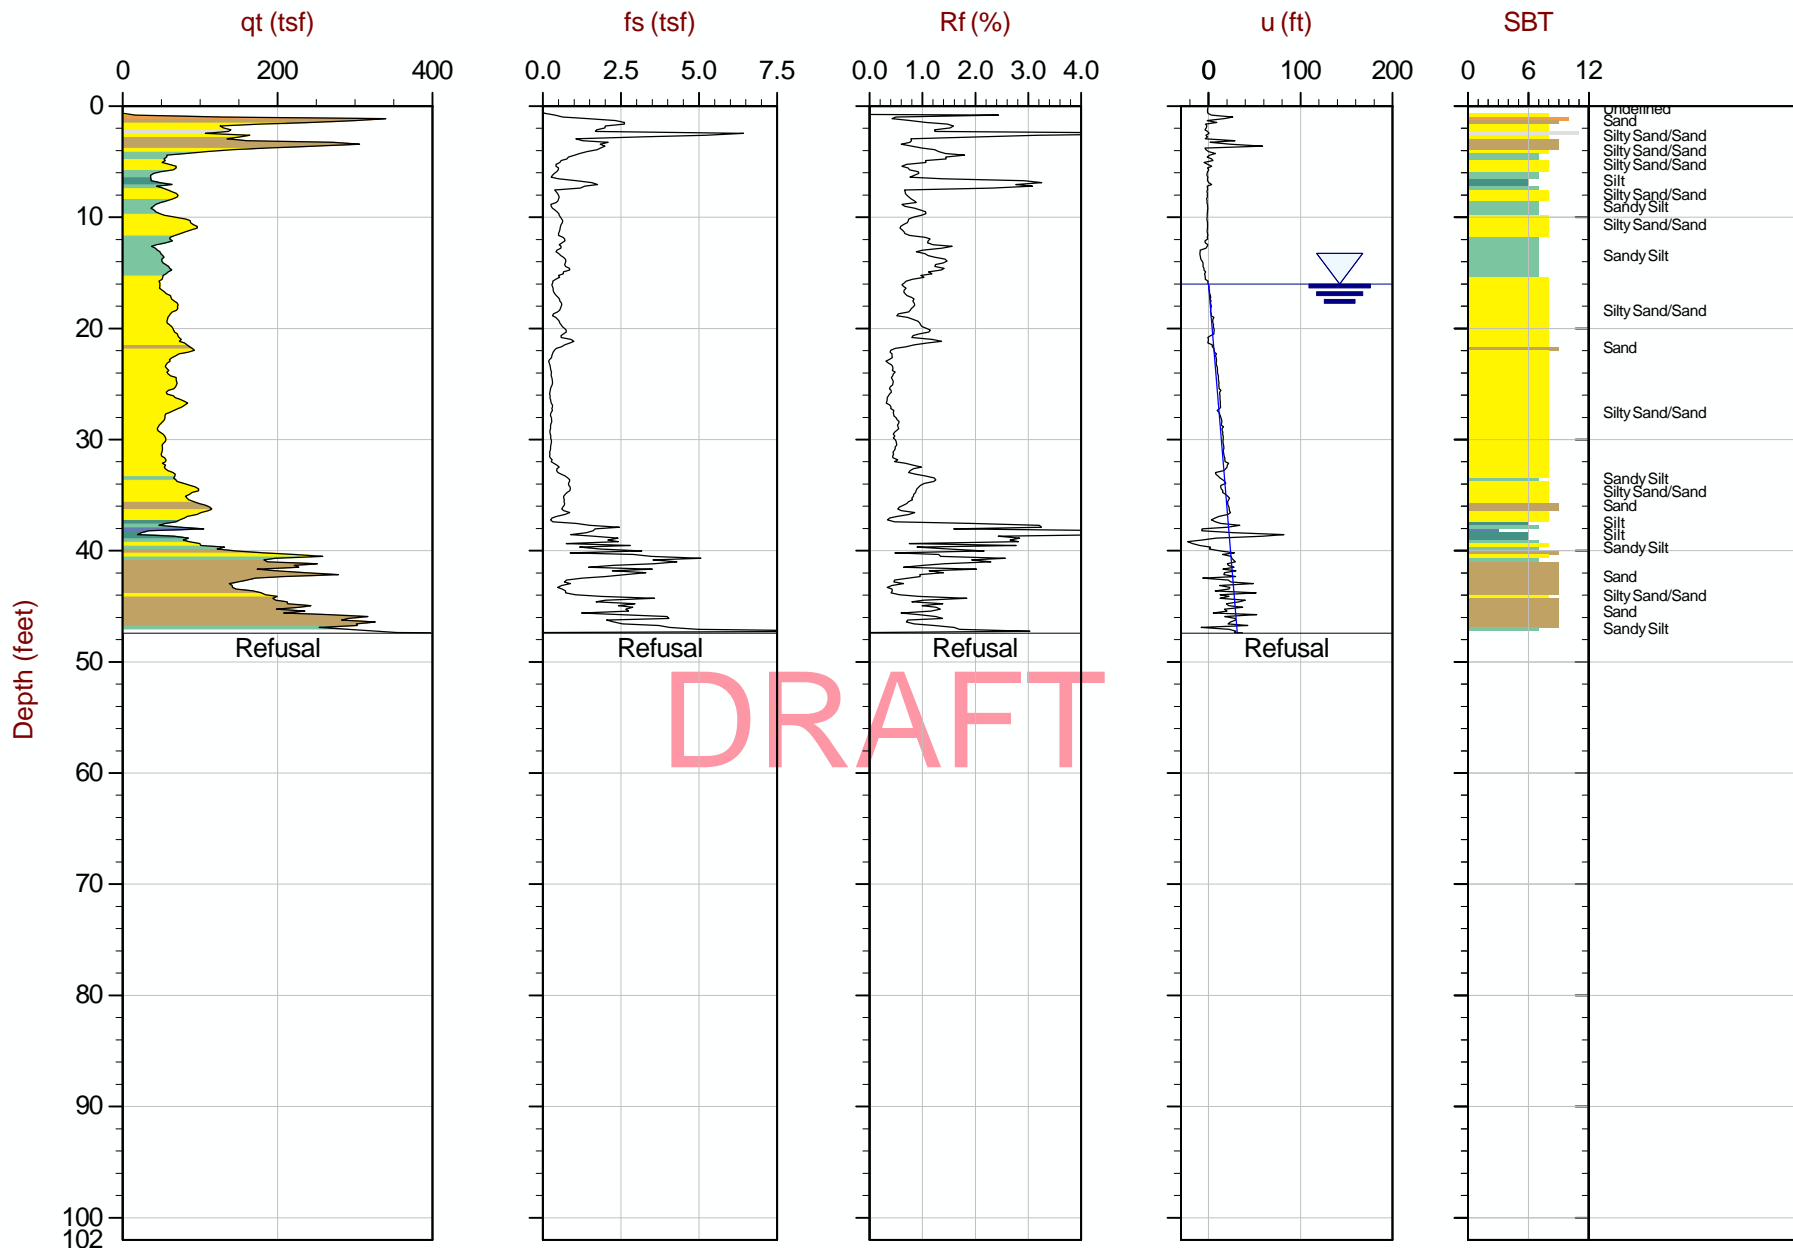 qt (tsf) fs (tsf) Rf (%) u (ft) SBT
0 200 400 0.0 2.5 5.0 7.5 0.0 1.0 2.0 3.0 4.0 0 100 200 0 6 12
0
Undefined
Sand
Silty Sand/Sand
Silty Sand/Sand
Silty Sand/Sand
Silt
Silty Sand/Sand
Sandy Silt
10
Silty Sand/Sand
Sandy Silt
Silty Sand/Sand
20
Sand
Silty Sand/Sand
30
Sandy Silt
Silty Sand/Sand
Sand
Silt
Silt
Sandy Silt
40
Sand
Silty Sand/Sand
Sand
Sandy Silt
Refusal Refusal Refusal Refusal
50
Depth (feet)
DRAFT
60
70
80
90
100
102